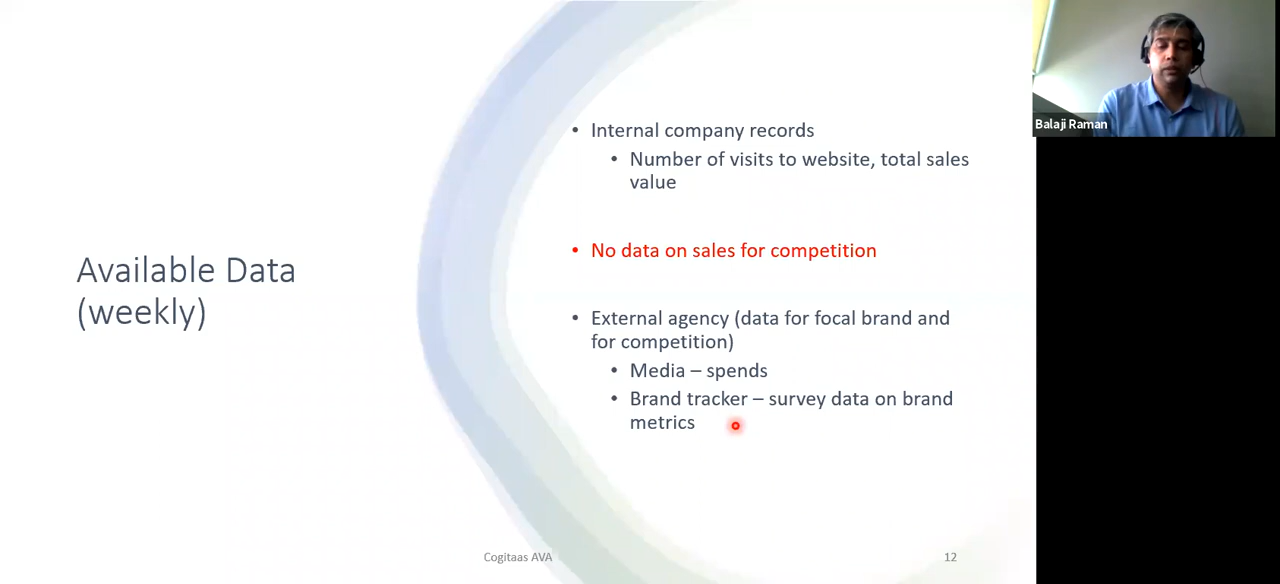 Available Data
(weekly)
• Internal company records
• Number of visits to website, total sales
value
• No data on sales for competition
• External agency (data for focal brand and
for competition)
• Media – spends
• Brand tracker – survey data on brand
metrics
Cogitaas AVA
12
Balaji Raman